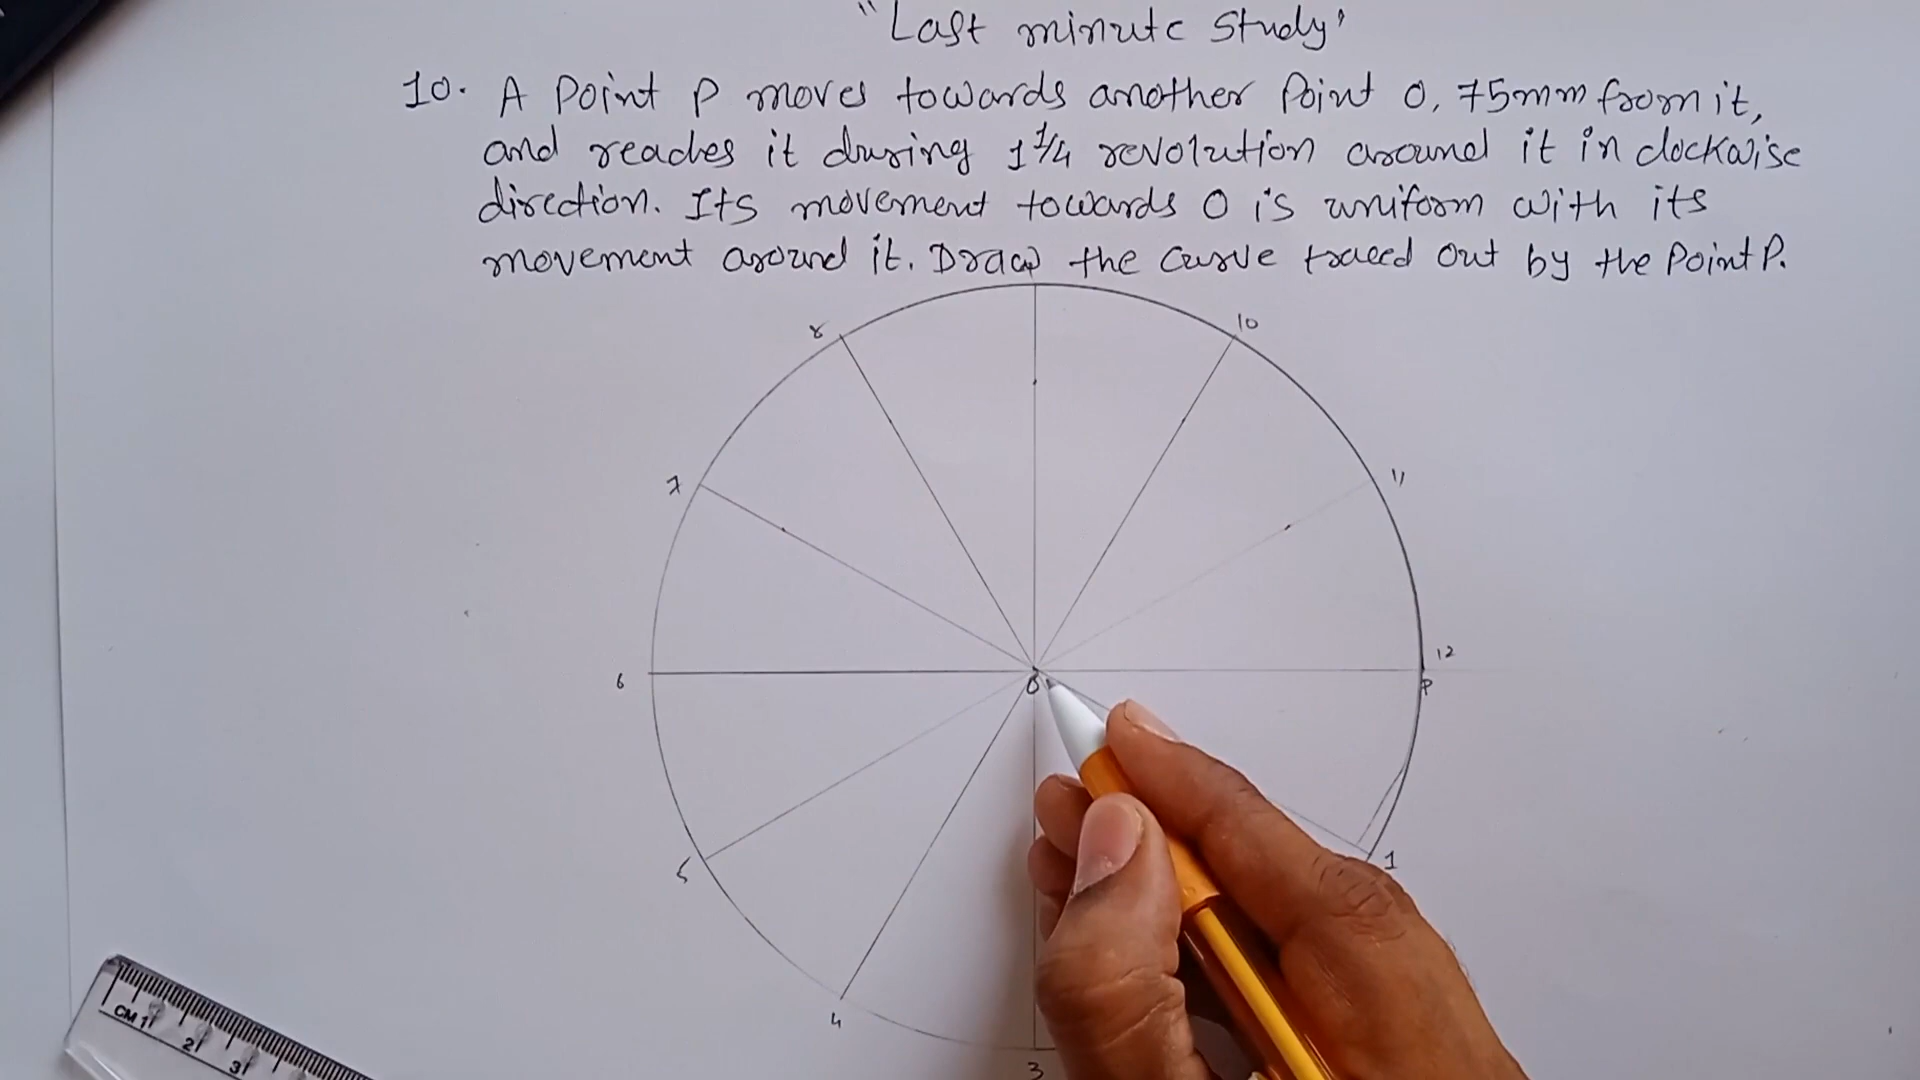 "Last minute Study"
10. A Point P moves towards another Point O, 75mm from it,
and reaches it during 1 1/4 revolution around it in clockwise
direction. Its movement towards O is uniform with its
movement around it. Draw the curve traced out by the Point P.
8
10
7
11
12
6
O
P
5
1
4
3
CM 1
2
3